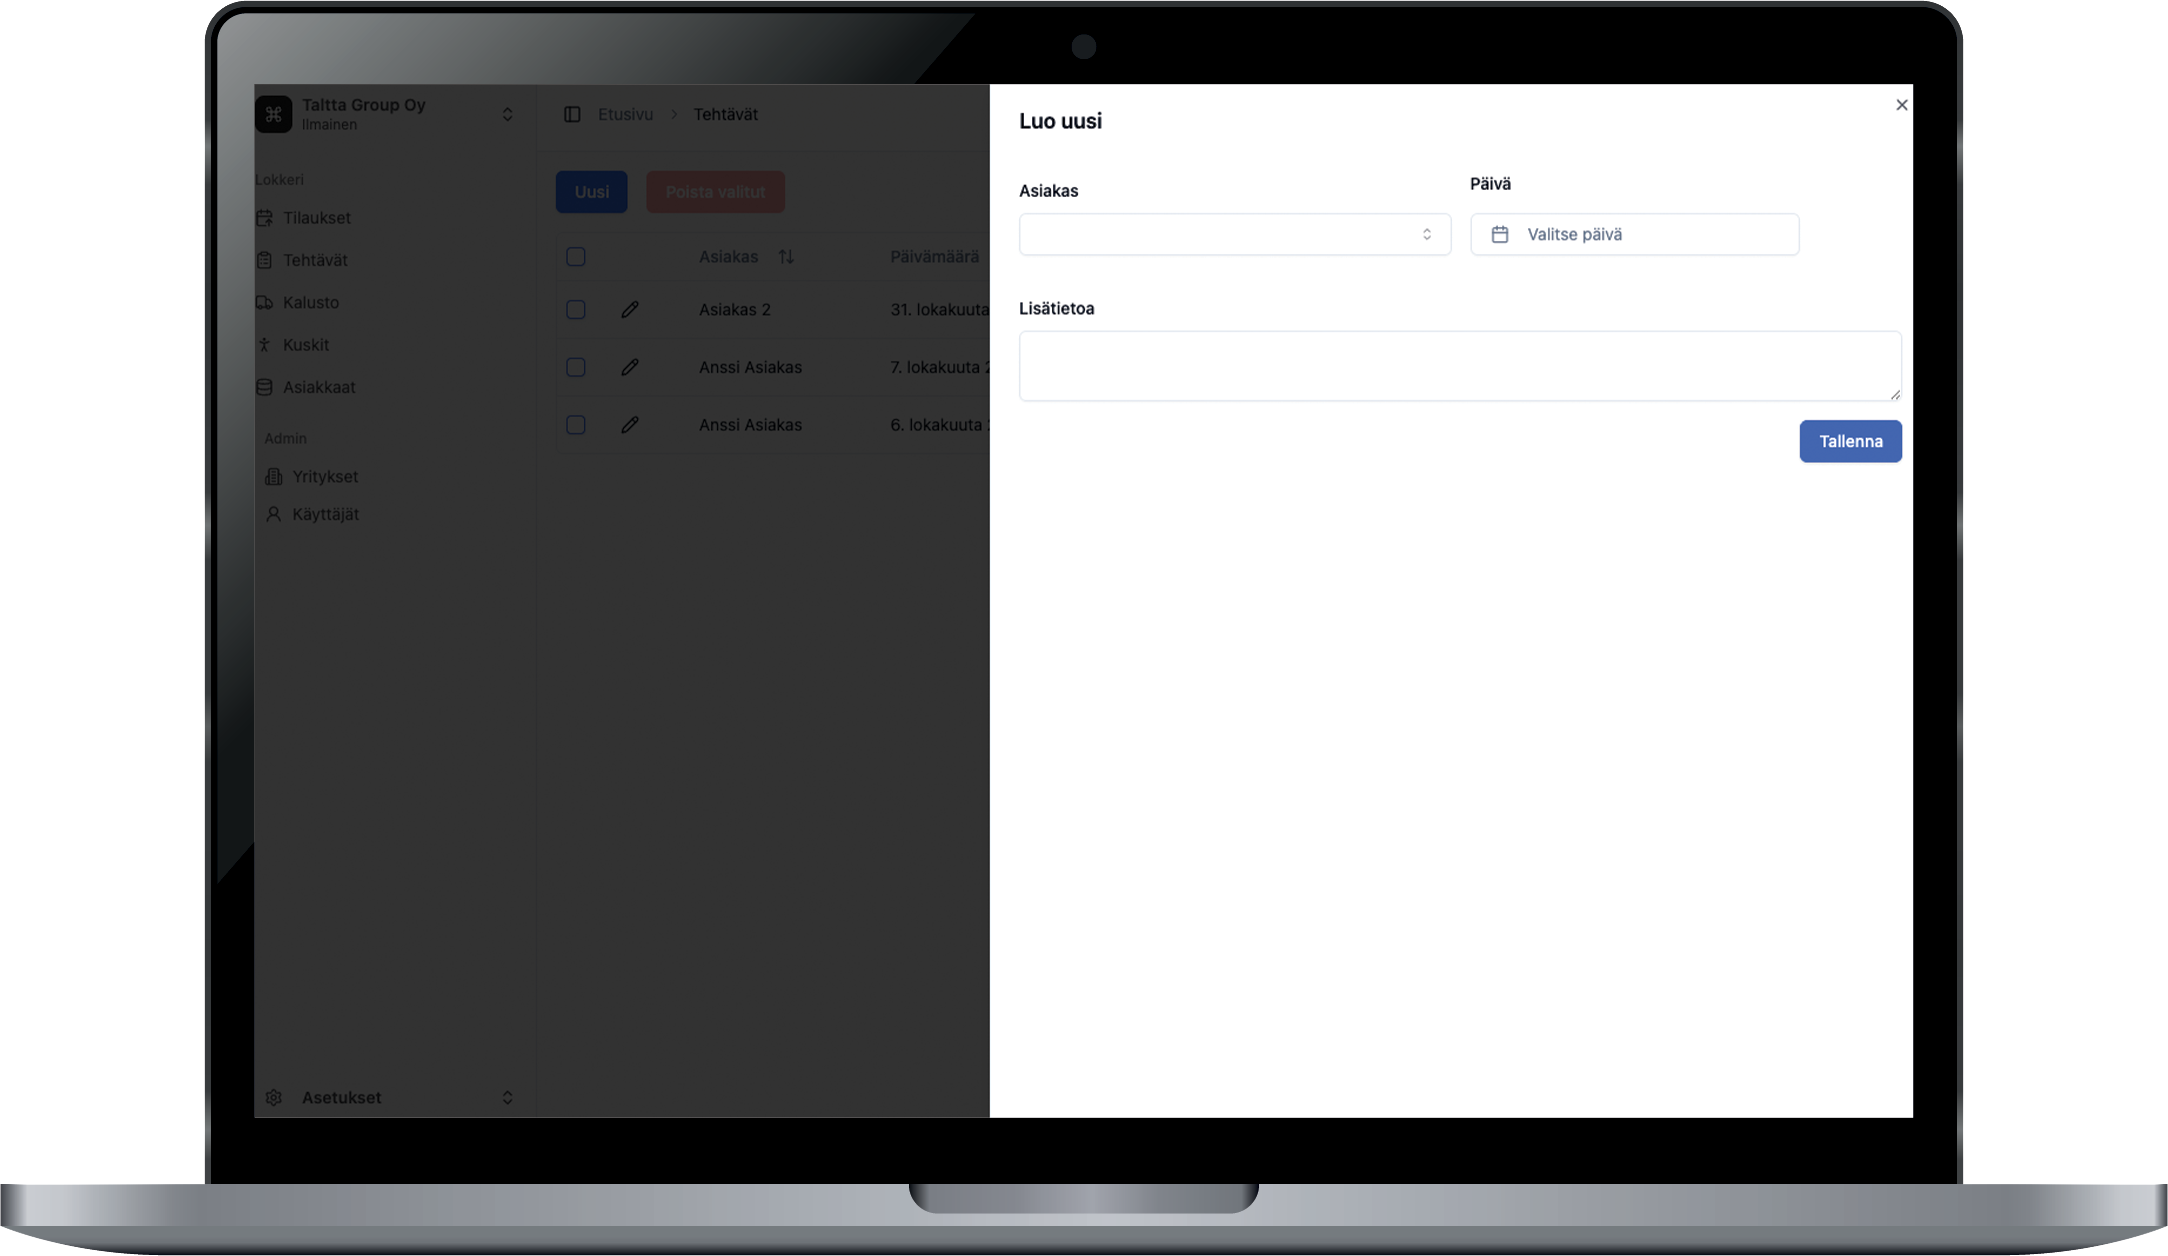 Taltta Group Oy
Ilmainen
Lokkeri
Tilaukset
Tehtävät
Kalusto
Kuskit
Asiakkaat
Admin
Yritykset
Käyttäjät
Asetukset
Etusivu > Tehtävät
Uusi Poista valitut
Asiakas Päivämäärä
Asiakas 2 31. lokakuuta
Anssi Asiakas 7. lokakuuta
Anssi Asiakas 6. lokakuuta
Luo uusi
Asiakas Päivä
Valitse päivä
Lisätietoa
Tallenna